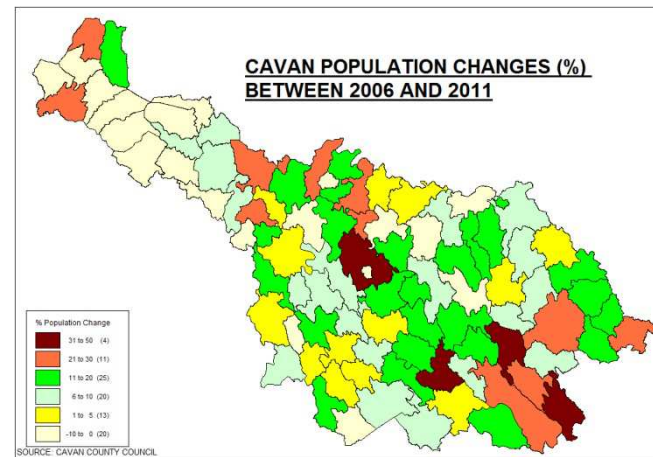 CAVAN POPULATION CHANGES (%)
BETWEEN 2006 AND 2011
% Population Change
31 to 50 (4)
21 to 30 (11)
11 to 20 (25)
6 to 10 (20)
1 to 5 (13)
-10 to 0 (20)
SOURCE: CAVAN COUNTY COUNCIL